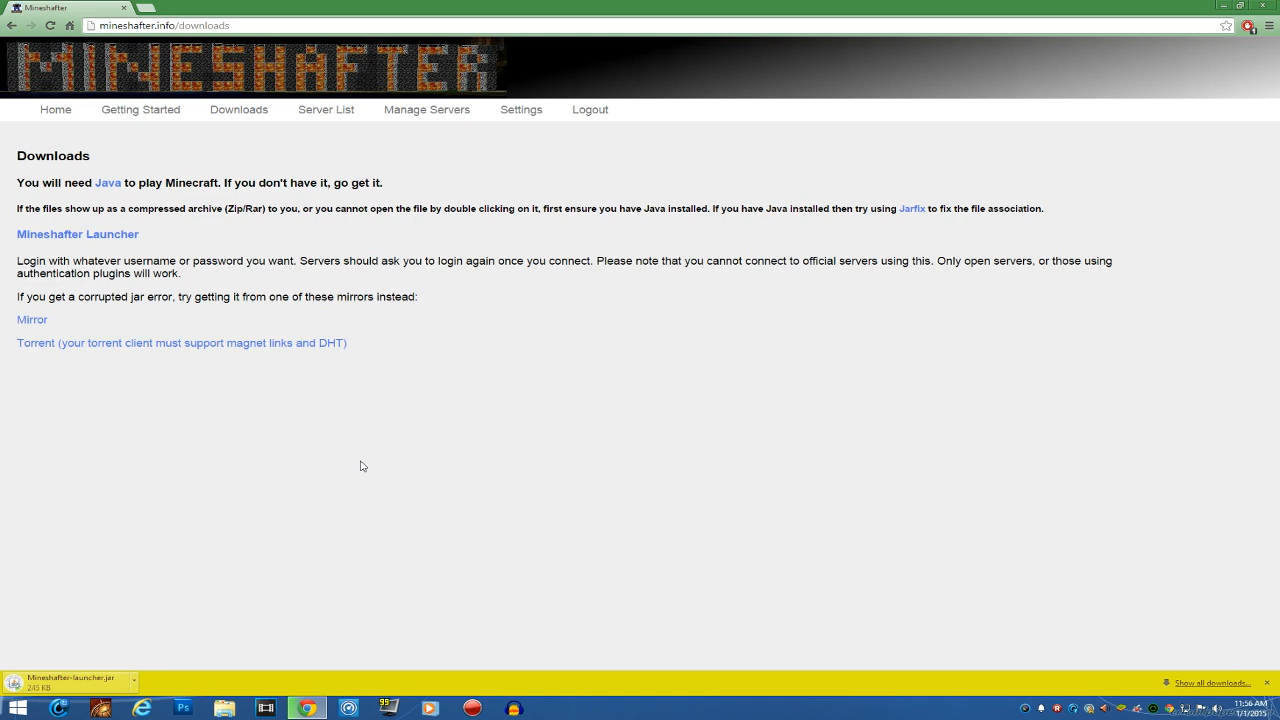 Mineshafter
mineshafter.info/downloads
MINESHAFTER
Home Getting Started Downloads Server List Manage Servers Settings Logout
Downloads
You will need Java to play Minecraft. If you don't have it, go get it.
If the files show up as a compressed archive (Zip/Rar) to you, or you cannot open the file by double clicking on it, first ensure you have Java installed. If you have Java installed then try using Jarfix to fix the file association.
Mineshafter Launcher
Login with whatever username or password you want. Servers should ask you to login again once you connect. Please note that you cannot connect to official servers using this. Only open servers, or those using
authentication plugins will work.
If you get a corrupted jar error, try getting it from one of these mirrors instead:
Mirror
Torrent (your torrent client must support magnet links and DHT)
Mineshafter-launcher.jar
245 KB
Show all downloads...
Ps
99
11:56 AM
1/1/2015